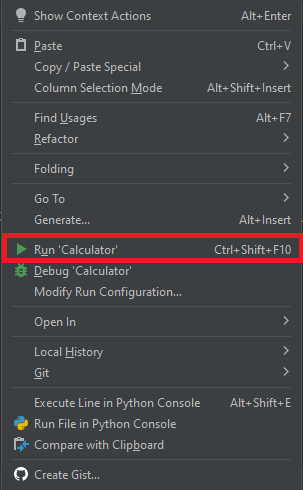 Show Context Actions Alt+Enter
Paste Ctrl+V
Copy / Paste Special
Column Selection Mode Alt+Shift+Insert
Find Usages Alt+F7
Refactor
Folding
Go To
Generate... Alt+Insert
Run 'Calculator' Ctrl+Shift+F10
Debug 'Calculator'
Modify Run Configuration...
Open In
Local History
Git
Execute Line in Python Console Alt+Shift+E
Run File in Python Console
Compare with Clipboard
Create Gist...